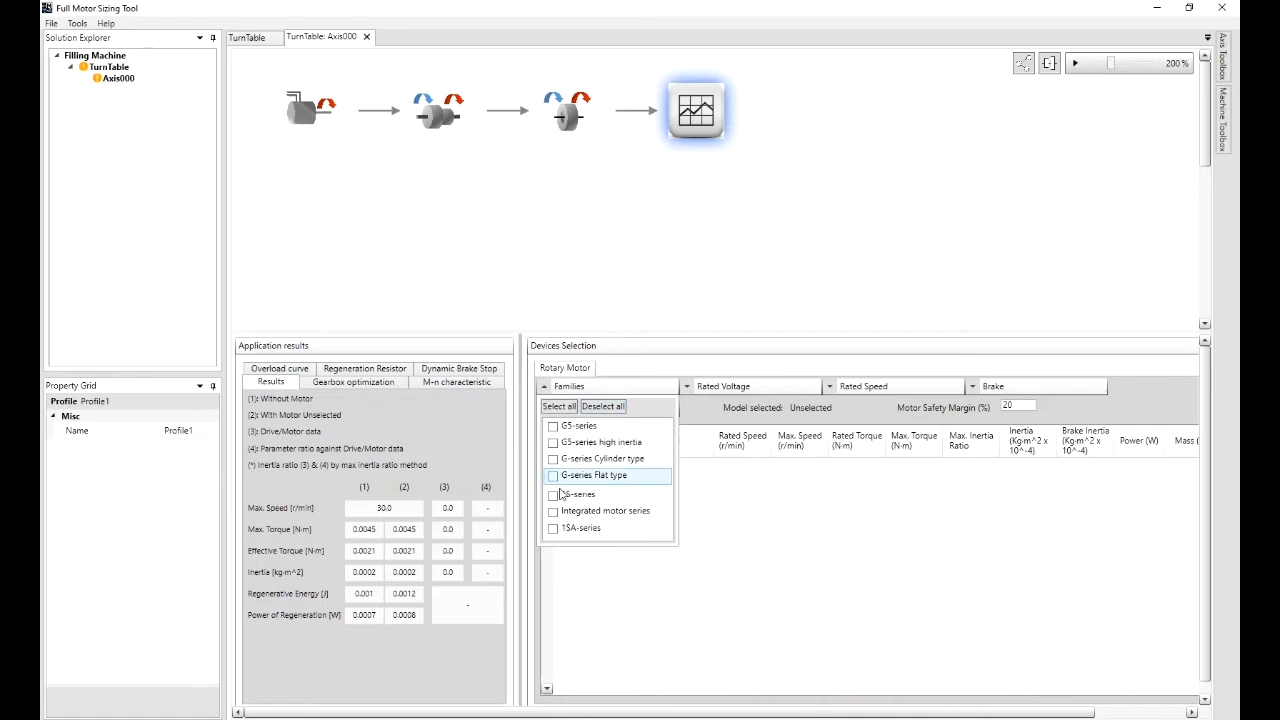 Full Motor Sizing Tool
File Tools Help
Solution Explorer
Filling Machine
TurnTable
Axis000
TurnTable
TurnTable: Axis000
200 %
Axis Toolbox
Machine Toolbox
Property Grid
Profile Profile1
Misc
Name Profile1
Application results
Overload curve Regeneration Resistor Dynamic Brake Stop
Results Gearbox optimization M-n characteristic
(1): Without Motor
(2): With Motor Unselected
(3): Drive/Motor data
(4): Parameter ratio against Drive/Motor data
(*) Inertia ratio (3) & (4) by max inertia ratio method
(1) (2) (3) (4)
Max. Speed [r/min] 30.0 0.0 -
Max. Torque [N·m] 0.0045 0.0045 0.0 -
Effective Torque [N·m] 0.0021 0.0021 0.0 -
Inertia [kg·m^2] 0.0002 0.0002 0.0 -
Regenerative Energy [J] 0.001 0.0012 -
Power of Regeneration [W] 0.0007 0.0008
Devices Selection
Rotary Motor
Families Rated Voltage Rated Speed Brake
Select all Deselect all
Model selected: Unselected Motor Safety Margin (%) 20
G5-series
G5-series high inertia
G-series Cylinder type
G-series Flat type
S-series
Integrated motor series
1SA-series
Rated Speed (r/min)
Max. Speed (r/min)
Rated Torque (N·m)
Max. Torque (N·m)
Max. Inertia Ratio
Inertia (Kg·m^2 x 10^-4)
Brake Inertia (Kg·m^2 x 10^-4)
Power (W)
Mass (